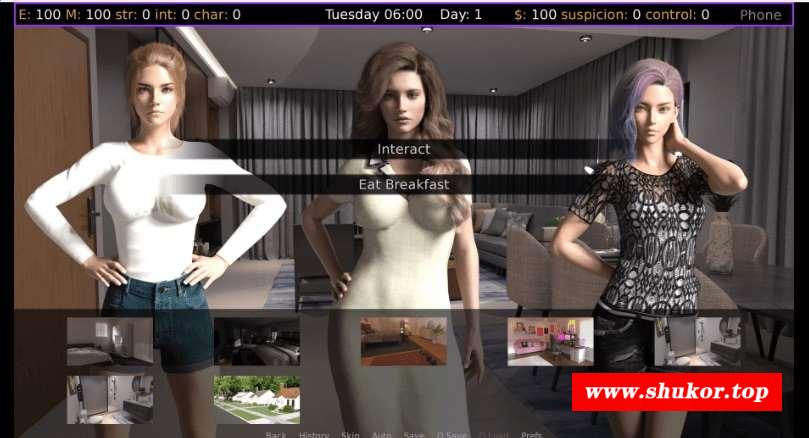 E: 100 M: 100 str: 0 int: 0 char: 0 Tuesday 06:00 Day: 1 $: 100 suspicion: 0 control: 0 Phone
Interact
Eat Breakfast
www.shukor.top
Back History Skip Auto Save Q.Save Q.Load Prefs